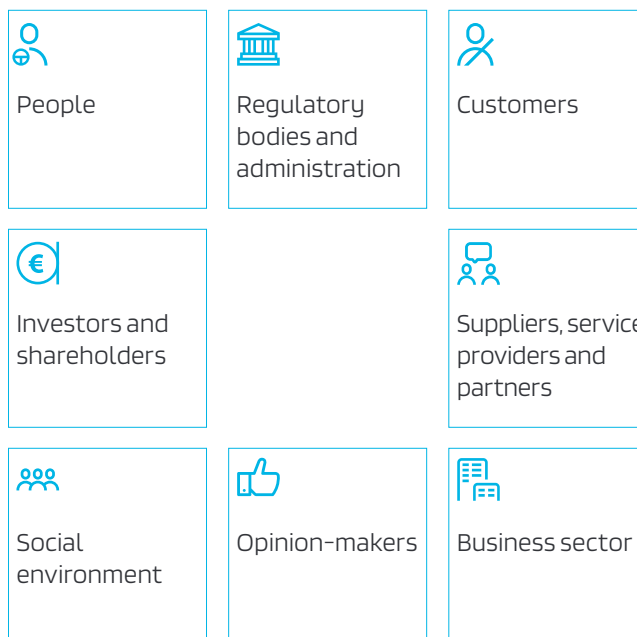 People
Regulatory
bodies and
administration
Customers
€
Investors and
shareholders
Suppliers, service
providers and
partners
Social
environment
Opinion-makers
Business sector